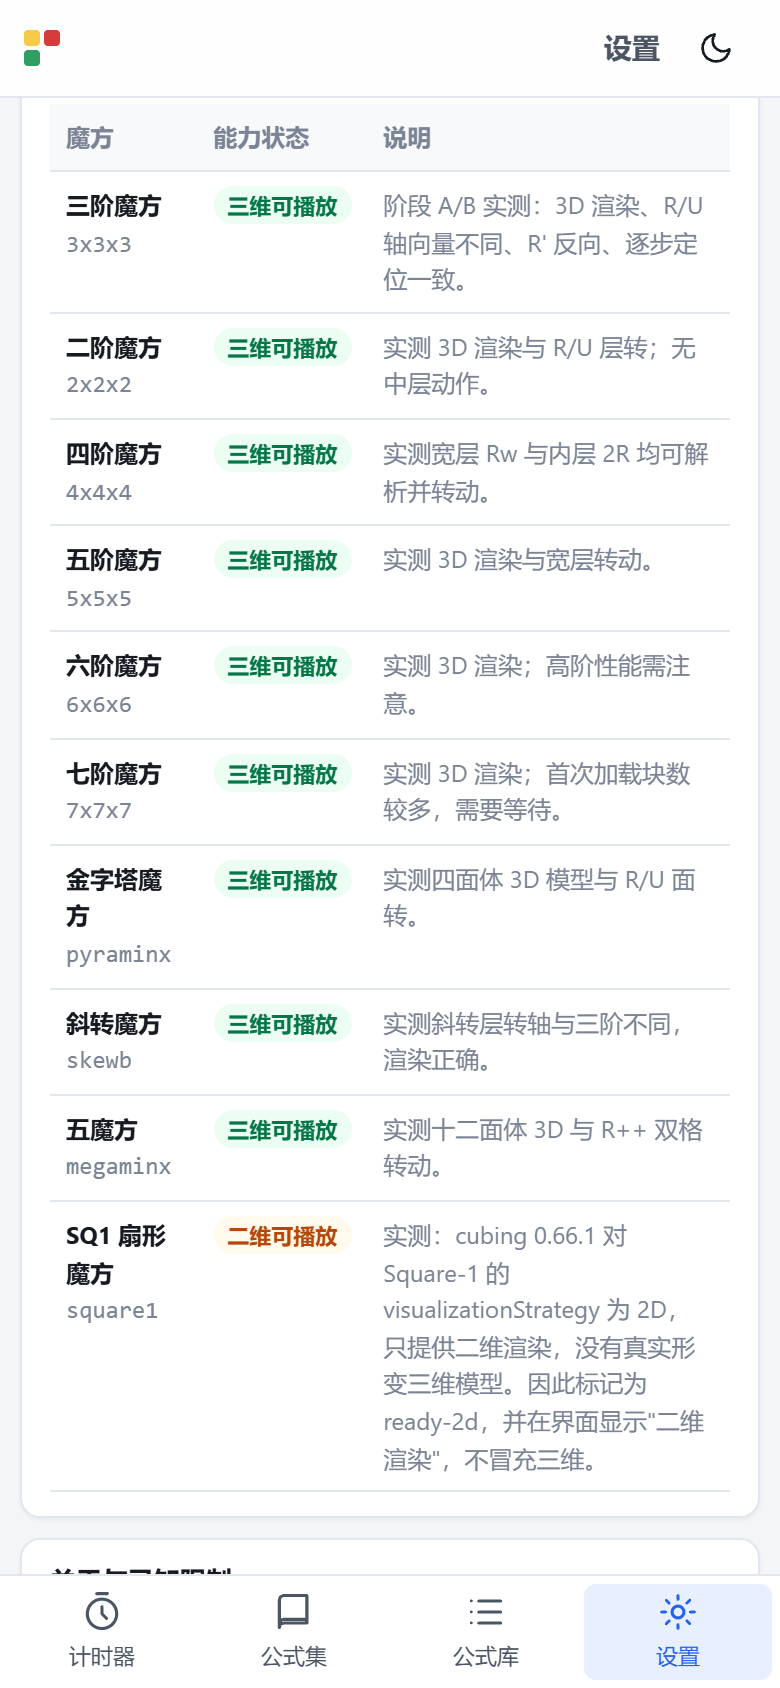 设置
魔方 能力状态 说明
三阶魔方 三维可播放 阶段 A/B 实测：3D 渲染、R/U
3x3x3 轴向量不同、R' 反向、逐步定
位一致。
二阶魔方 三维可播放 实测 3D 渲染与 R/U 层转；无
2x2x2 中层动作。
四阶魔方 三维可播放 实测宽层 Rw 与内层 2R 均可解
4x4x4 析并转动。
五阶魔方 三维可播放 实测 3D 渲染与宽层转动。
5x5x5
六阶魔方 三维可播放 实测 3D 渲染；高阶性能需注
6x6x6 意。
七阶魔方 三维可播放 实测 3D 渲染；首次加载块数
7x7x7 较多，需要等待。
金字塔魔 三维可播放 实测四面体 3D 模型与 R/U 面
方 转。
pyraminx
斜转魔方 三维可播放 实测斜转层转轴与三阶不同，
skewb 渲染正确。
五魔方 三维可播放 实测十二面体 3D 与 R++ 双格
megaminx 转动。
SQ1 扇形 二维可播放 实测：cubing 0.66.1 对
魔方 Square-1 的
square1 visualizationStrategy 为 2D，
只提供二维渲染，没有真实形
变三维模型。因此标记为
ready-2d，并在界面显示"二维
渲染"，不冒充三维。
关于与已知限制
计时器 公式集 公式库 设置